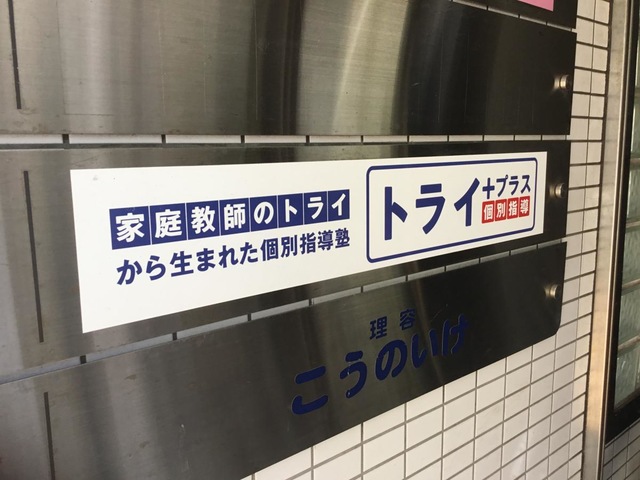 家庭教師のトライ
から生まれた個別指導塾
トライ+プラス
個別指導
理容
こうのいけ